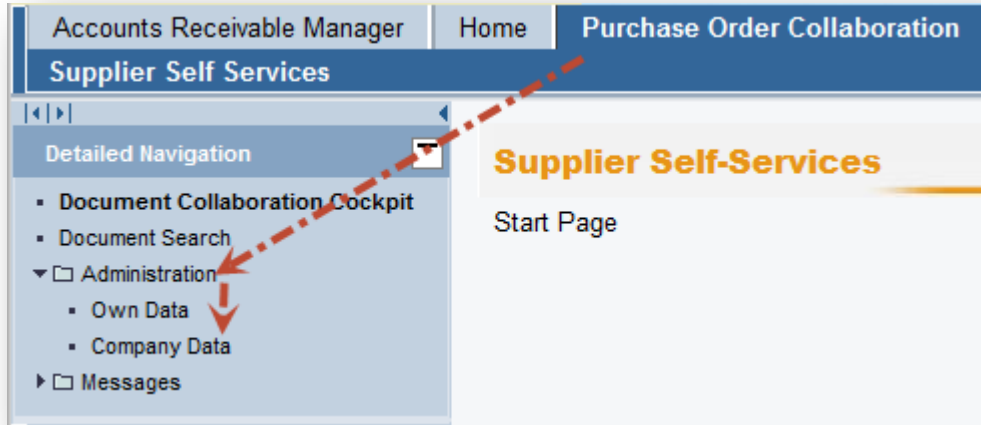 Accounts Receivable Manager Home Purchase Order Collaboration
Supplier Self Services
Detailed Navigation
Document Collaboration Cockpit
Document Search
Administration
Own Data
Company Data
Messages
Supplier Self-Services
Start Page